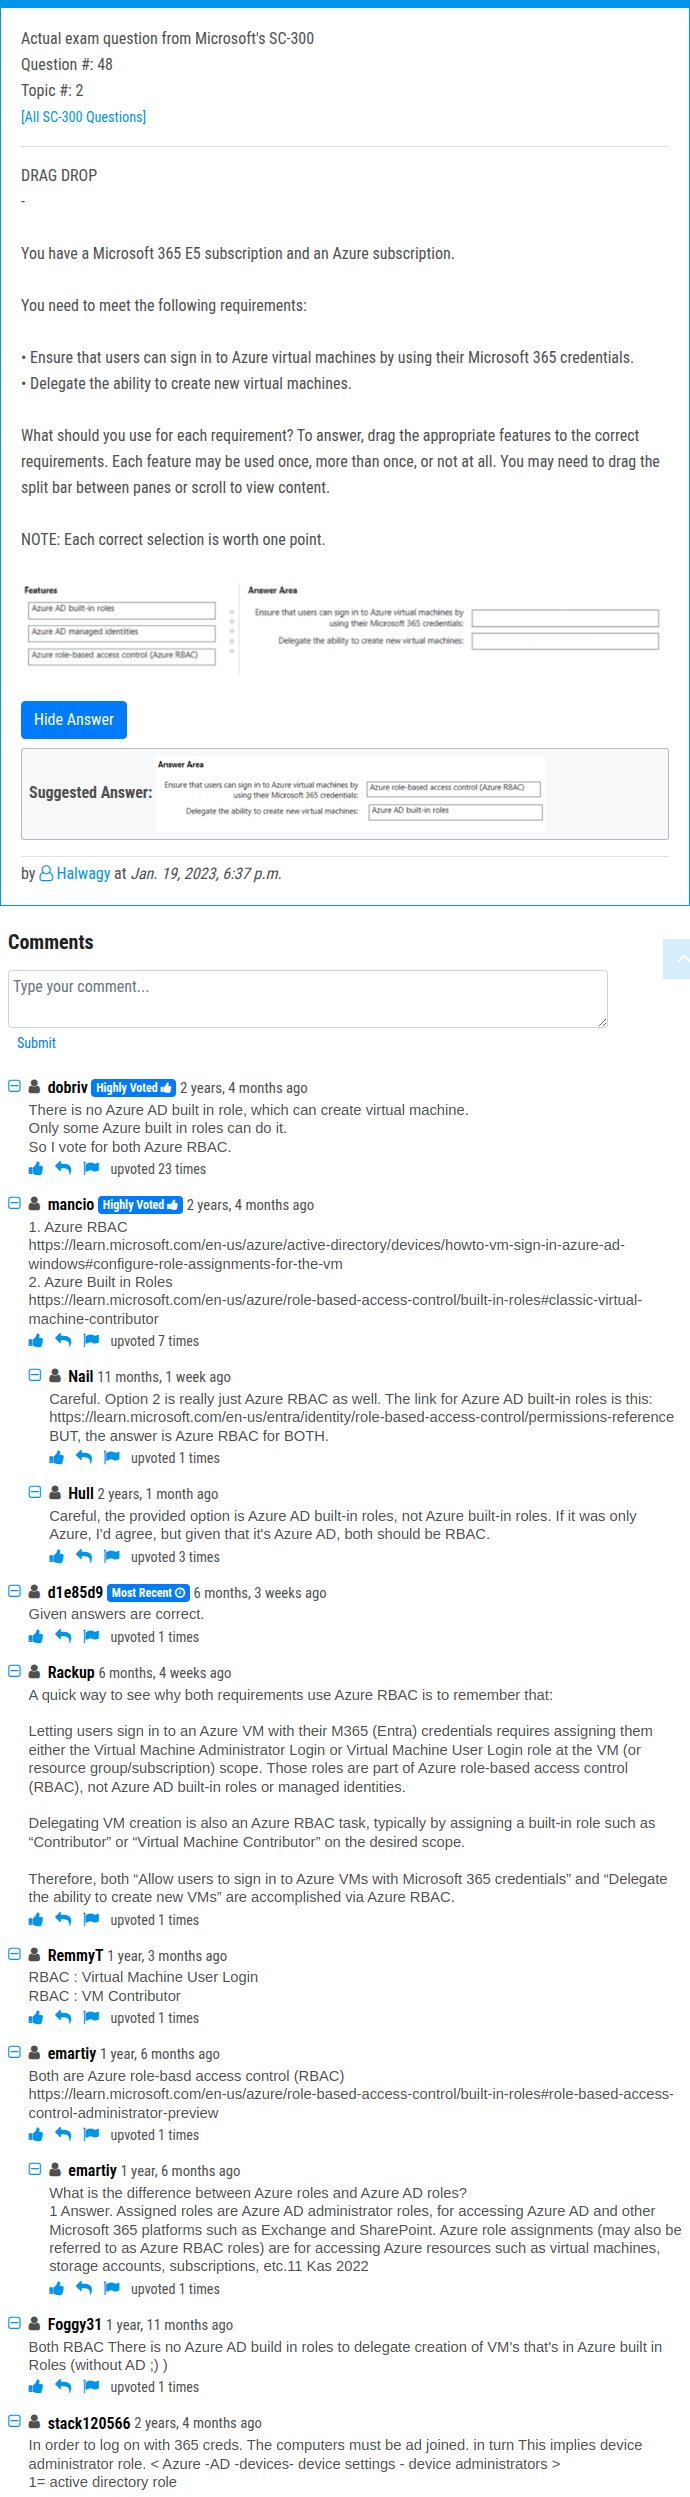 Actual exam question from Microsoft's SC-300
Question #: 48
Topic #: 2
[All SC-300 Questions]
DRAG DROP
-
You have a Microsoft 365 E5 subscription and an Azure subscription.
You need to meet the following requirements:
• Ensure that users can sign in to Azure virtual machines by using their Microsoft 365 credentials.
• Delegate the ability to create new virtual machines.
What should you use for each requirement? To answer, drag the appropriate features to the correct
requirements. Each feature may be used once, more than once, or not at all. You may need to drag the
split bar between panes or scroll to view content.
NOTE: Each correct selection is worth one point.
Features
Azure AD built-in roles
Azure AD managed identities
Azure role-based access control (Azure RBAC)
Answer Area
Ensure that users can sign in to Azure virtual machines by
using their Microsoft 365 credentials:
Delegate the ability to create new virtual machines:
Hide Answer
Suggested Answer:
Answer Area
Ensure that users can sign in to Azure virtual machines by
using their Microsoft 365 credentials:
Azure role-based access control (Azure RBAC)
Delegate the ability to create new virtual machines:
Azure AD built-in roles
by Halwagy at Jan. 19, 2023, 6:37 p.m.
Comments
Type your comment...
Submit
dobriv Highly Voted 2 years, 4 months ago
There is no Azure AD built in role, which can create virtual machine.
Only some Azure built in roles can do it.
So I vote for both Azure RBAC.
upvoted 23 times
mancio Highly Voted 2 years, 4 months ago
1. Azure RBAC
https://learn.microsoft.com/en-us/azure/active-directory/devices/howto-vm-sign-in-azure-ad-
windows#configure-role-assignments-for-the-vm
2. Azure Built in Roles
https://learn.microsoft.com/en-us/azure/role-based-access-control/built-in-roles#classic-virtual-
machine-contributor
upvoted 7 times
Nail 11 months, 1 week ago
Careful. Option 2 is really just Azure RBAC as well. The link for Azure AD built-in roles is this:
https://learn.microsoft.com/en-us/entra/identity/role-based-access-control/permissions-reference
BUT, the answer is Azure RBAC for BOTH.
upvoted 1 times
Hull 2 years, 1 month ago
Careful, the provided option is Azure AD built-in roles, not Azure built-in roles. If it was only
Azure, I'd agree, but given that it's Azure AD, both should be RBAC.
upvoted 3 times
d1e85d9 Most Recent 6 months, 3 weeks ago
Given answers are correct.
upvoted 1 times
Rackup 6 months, 4 weeks ago
A quick way to see why both requirements use Azure RBAC is to remember that:
Letting users sign in to an Azure VM with their M365 (Entra) credentials requires assigning them
either the Virtual Machine Administrator Login or Virtual Machine User Login role at the VM (or
resource group/subscription) scope. Those roles are part of Azure role-based access control
(RBAC), not Azure AD built-in roles or managed identities.
Delegating VM creation is also an Azure RBAC task, typically by assigning a built-in role such as
“Contributor” or “Virtual Machine Contributor” on the desired scope.
Therefore, both “Allow users to sign in to Azure VMs with Microsoft 365 credentials” and “Delegate
the ability to create new VMs” are accomplished via Azure RBAC.
upvoted 1 times
RemmyT 1 year, 3 months ago
RBAC : Virtual Machine User Login
RBAC : VM Contributor
upvoted 1 times
emartiy 1 year, 6 months ago
Both are Azure role-basd access control (RBAC)
https://learn.microsoft.com/en-us/azure/role-based-access-control/built-in-roles#role-based-access-
control-administrator-preview
upvoted 1 times
emartiy 1 year, 6 months ago
What is the difference between Azure roles and Azure AD roles?
1 Answer. Assigned roles are Azure AD administrator roles, for accessing Azure AD and other
Microsoft 365 platforms such as Exchange and SharePoint. Azure role assignments (may also be
referred to as Azure RBAC roles) are for accessing Azure resources such as virtual machines,
storage accounts, subscriptions, etc.11 Kas 2022
upvoted 1 times
Foggy31 1 year, 11 months ago
Both RBAC There is no Azure AD build in roles to delegate creation of VM's that's in Azure built in
Roles (without AD ;) )
upvoted 1 times
stack120566 2 years, 4 months ago
In order to log on with 365 creds. The computers must be ad joined. in turn This implies device
administrator role. < Azure -AD -devices- device settings - device administrators >
1= active directory role